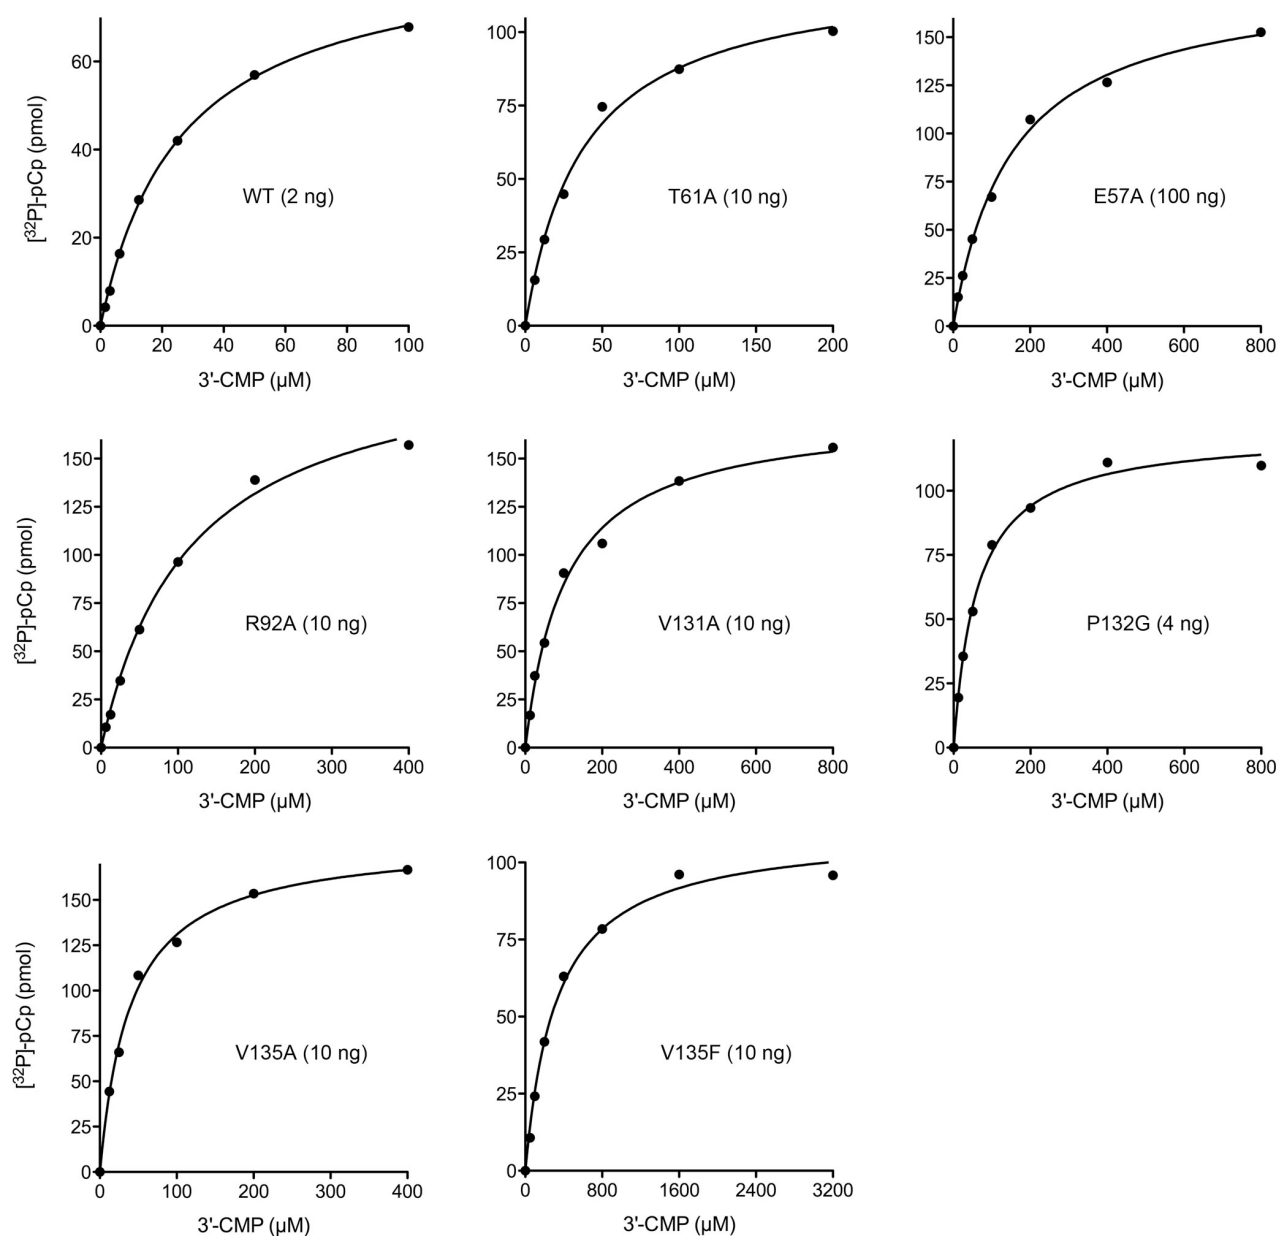 [32P]-pCp (pmol)
60
40
20
0
WT (2 ng)
0 20 40 60 80 100
3'-CMP (µM)
100
75
50
25
0
T61A (10 ng)
0 50 100 150 200
3'-CMP (µM)
150
125
100
75
50
25
0
E57A (100 ng)
0 200 400 600 800
3'-CMP (µM)
[32P]-pCp (pmol)
150
125
100
75
50
25
0
R92A (10 ng)
0 100 200 300 400
3'-CMP (µM)
150
125
100
75
50
25
0
V131A (10 ng)
0 200 400 600 800
3'-CMP (µM)
100
75
50
25
0
P132G (4 ng)
0 200 400 600 800
3'-CMP (µM)
[32P]-pCp (pmol)
150
125
100
75
50
25
0
V135A (10 ng)
0 100 200 300 400
3'-CMP (µM)
100
75
50
25
0
V135F (10 ng)
0 800 1600 2400 3200
3'-CMP (µM)